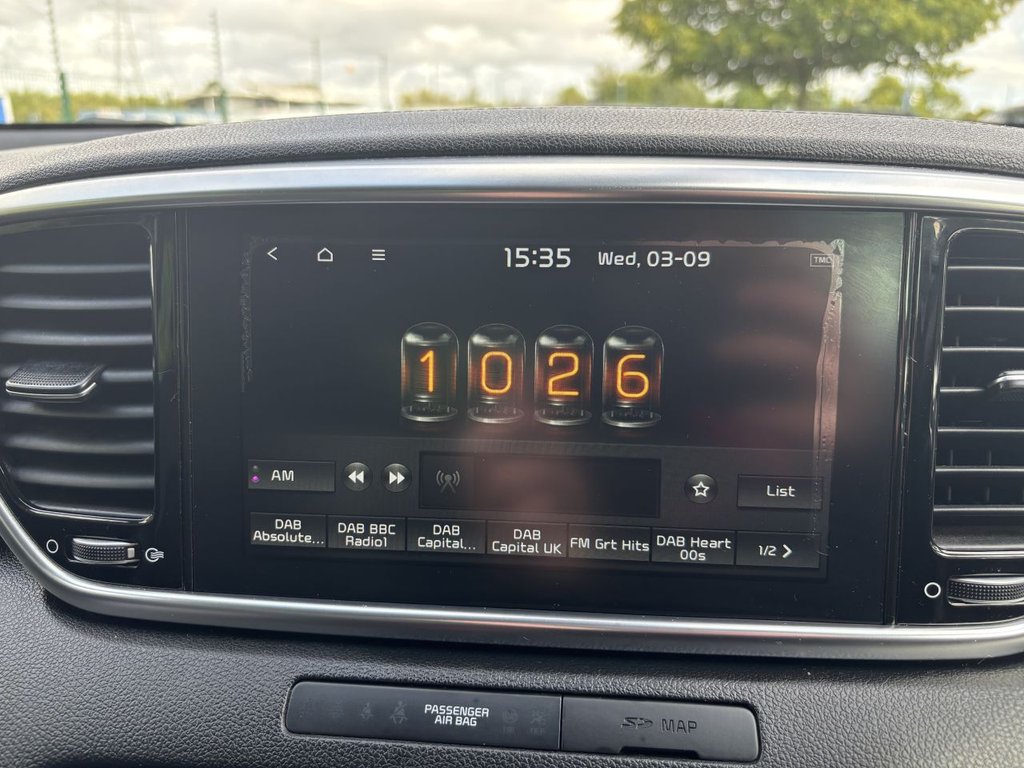 15:35 Wed, 03-09 TMC
1026
AM List
DAB
Absolute...
DAB BBC
Radio1
DAB
Capital...
DAB
Capital UK
FM Grt Hits
DAB Heart
00s
1/2
PASSENGER
AIR BAG
MAP